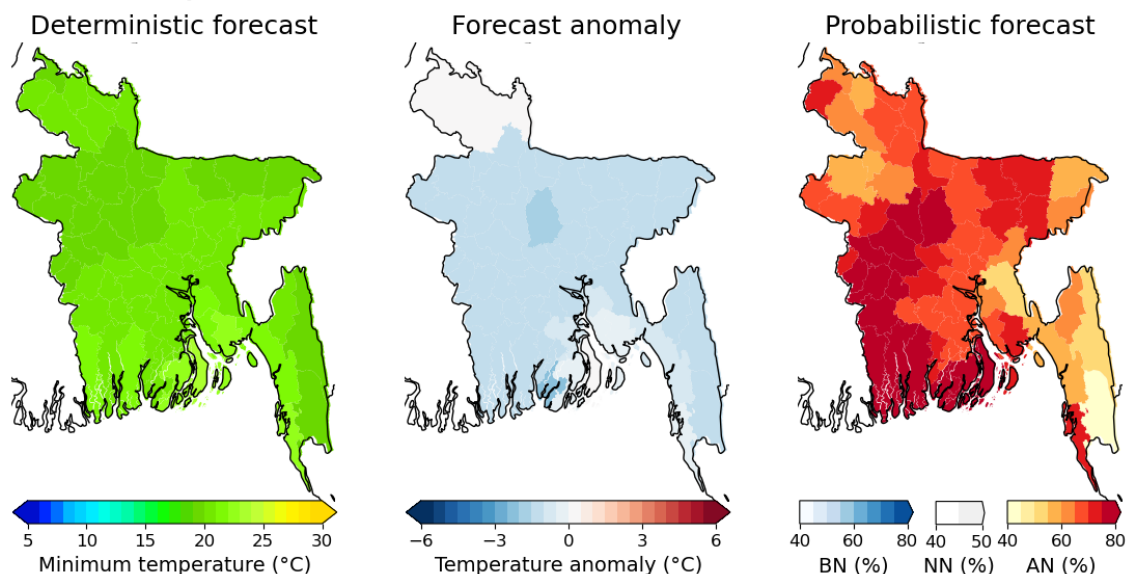 Deterministic forecast
Forecast anomaly
Probabilistic forecast
5 10 15 20 25 30
Minimum temperature (°C)
−6 −3 0 3 6
Temperature anomaly (°C)
40 60 80
BN (%)
40 50
NN (%)
40 60 80
AN (%)